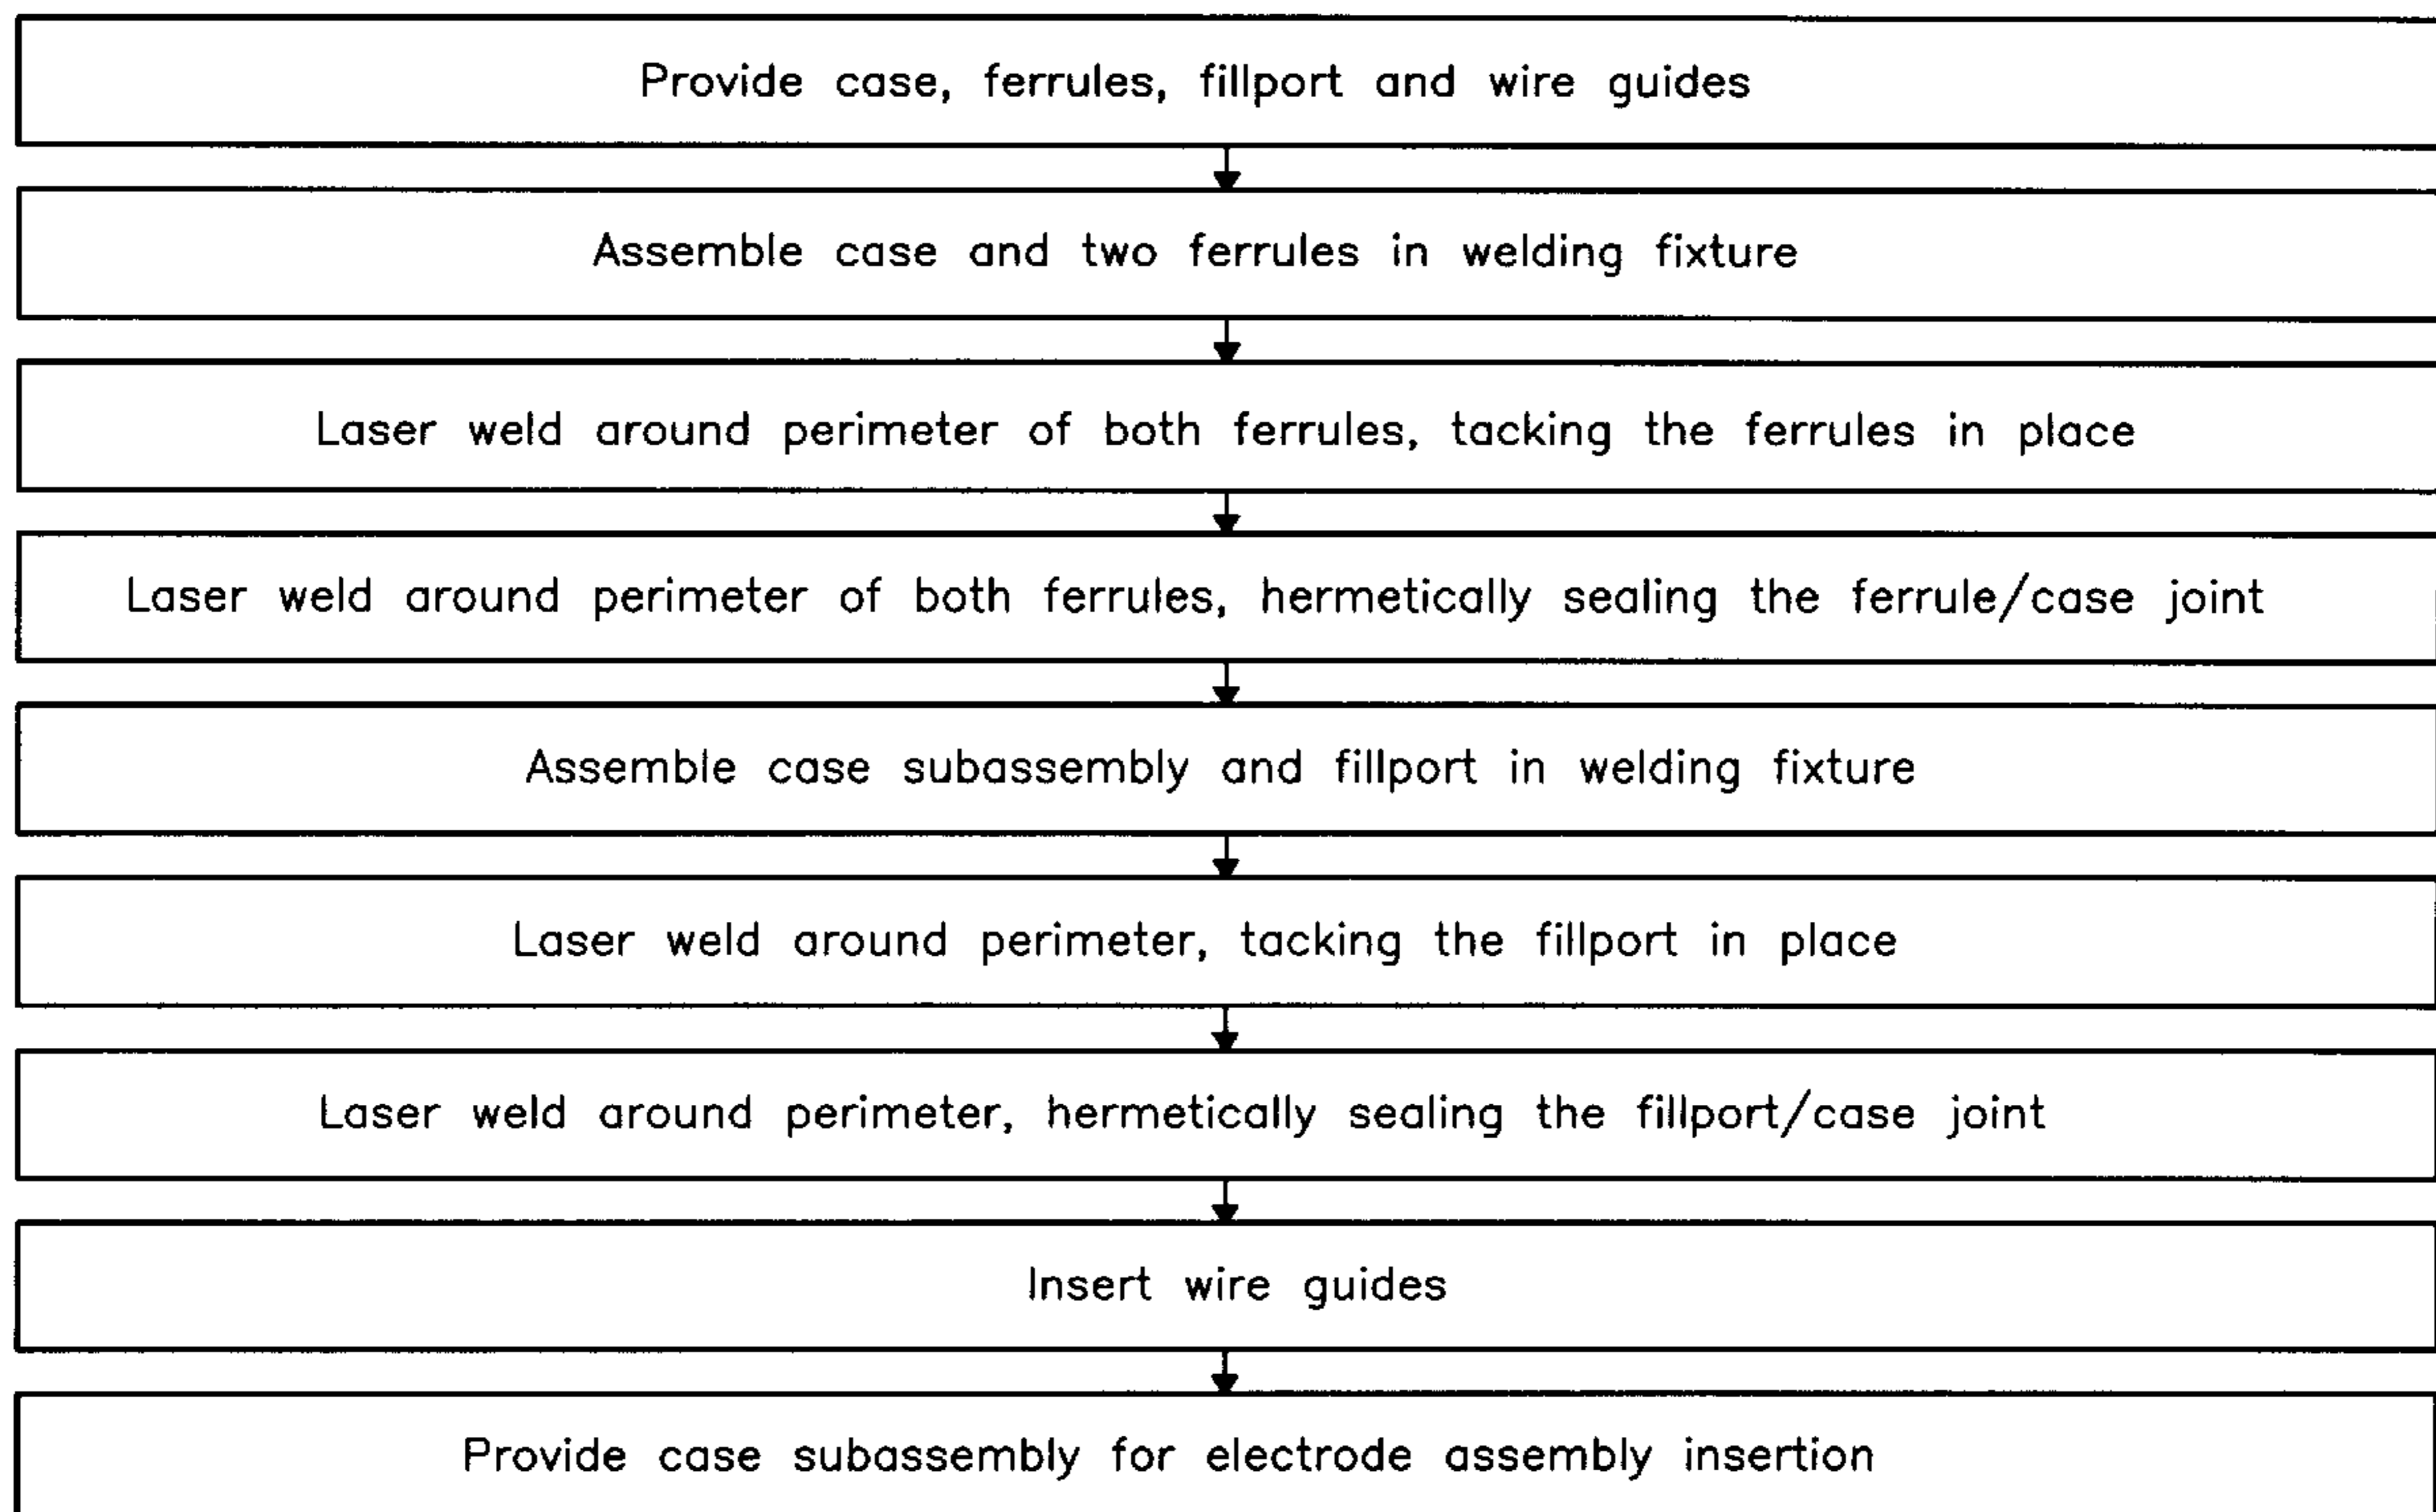 Provide case, ferrules, fillport and wire guides
Assemble case and two ferrules in welding fixture
Laser weld around perimeter of both ferrules, tacking the ferrules in place
Laser weld around perimeter of both ferrules, hermetically sealing the ferrule/case joint
Assemble case subassembly and fillport in welding fixture
Laser weld around perimeter, tacking the fillport in place
Laser weld around perimeter, hermetically sealing the fillport/case joint
Insert wire guides
Provide case subassembly for electrode assembly insertion